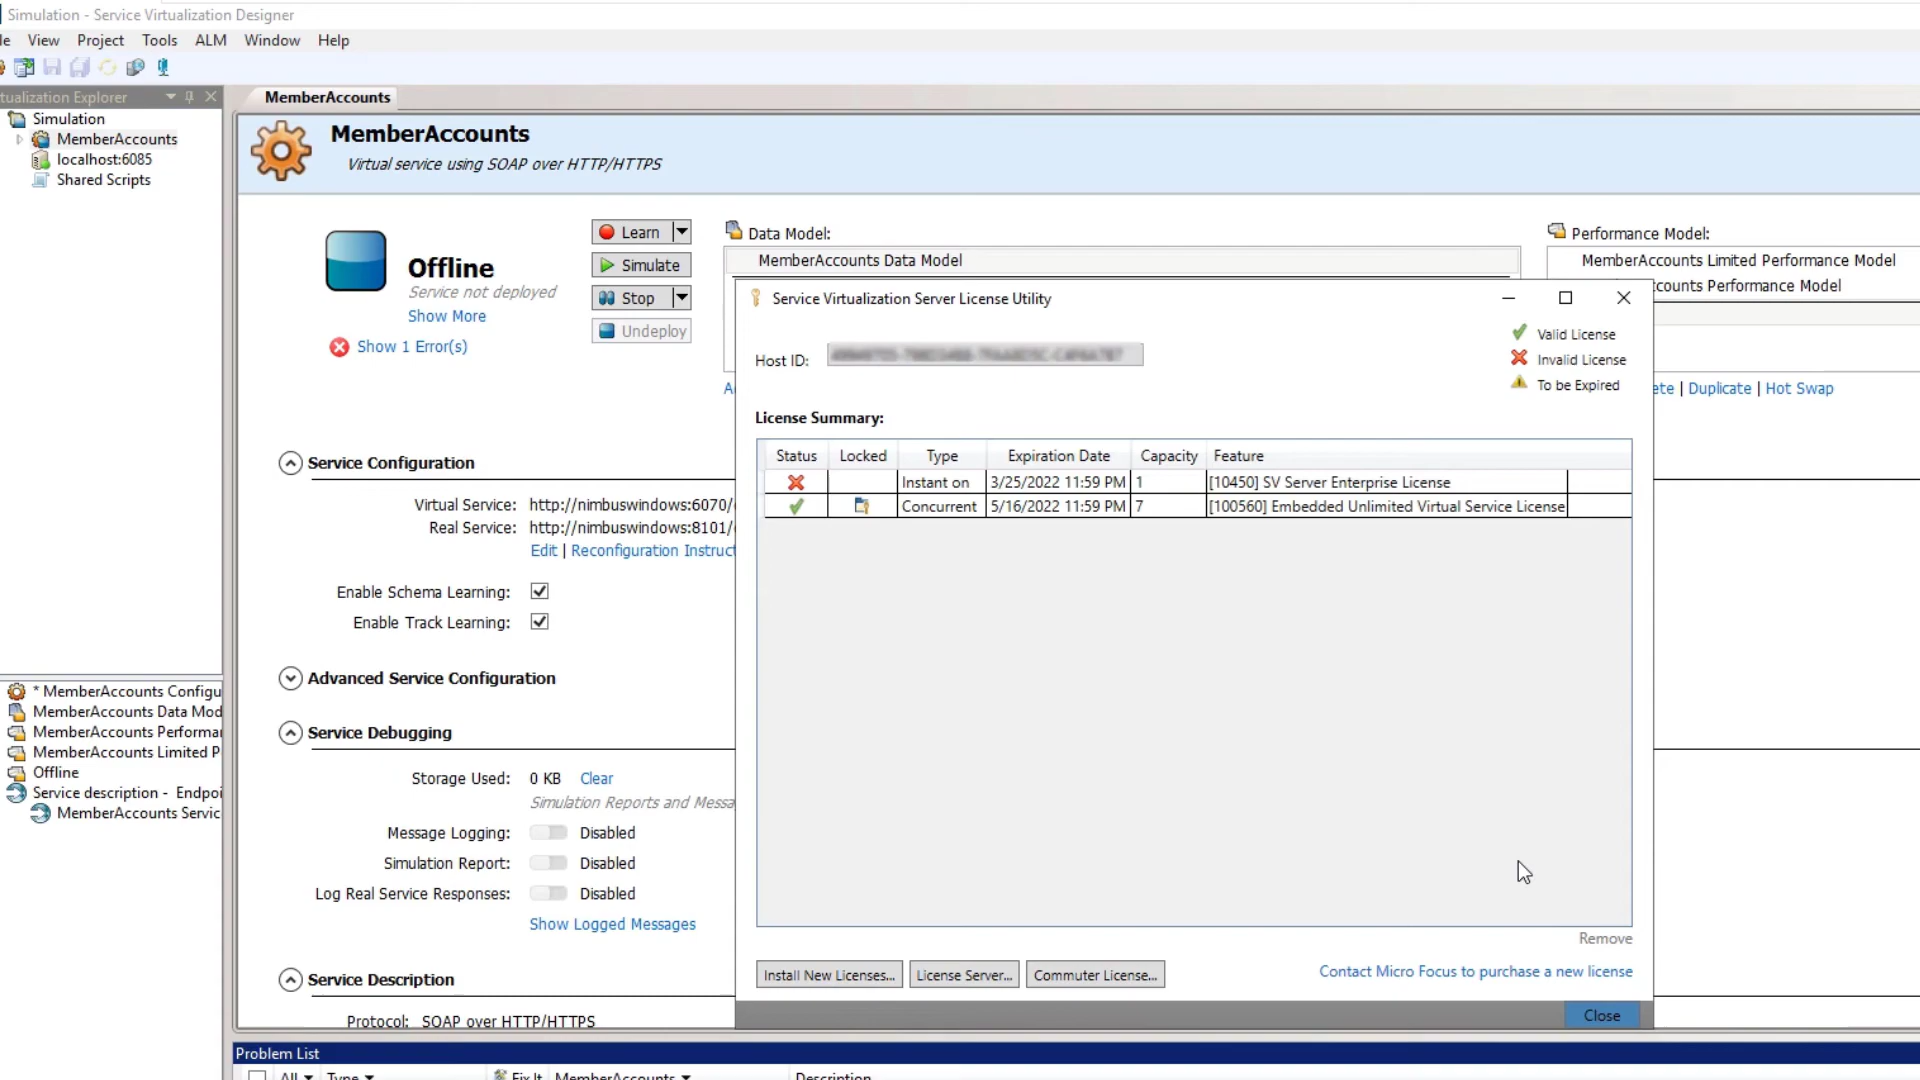 Simulation - Service Virtualization Designer
le View Project Tools ALM Window Help
tualization Explorer
Simulation
MemberAccounts
localhost:6085
Shared Scripts
* MemberAccounts Configu
MemberAccounts Data Mod
MemberAccounts Performa
MemberAccounts Limited P
Offline
Service description - Endpoi
MemberAccounts Servic
MemberAccounts
MemberAccounts
Virtual service using SOAP over HTTP/HTTPS
Offline
Service not deployed
Show More
Show 1 Error(s)
Learn
Simulate
Stop
Undeploy
Data Model:
MemberAccounts Data Model
Performance Model:
MemberAccounts Limited Performance Model
counts Performance Model
ete | Duplicate | Hot Swap
Service Configuration
Virtual Service: http://nimbuswindows:6070/
Real Service: http://nimbuswindows:8101/
Edit | Reconfiguration Instruct
Enable Schema Learning:
Enable Track Learning:
Advanced Service Configuration
Service Debugging
Storage Used: 0 KB Clear
Simulation Reports and Messa
Message Logging: Disabled
Simulation Report: Disabled
Log Real Service Responses: Disabled
Show Logged Messages
Service Description
Protocol: SOAP over HTTP/HTTPS
Service Virtualization Server License Utility
Host ID:
Valid License
Invalid License
To be Expired
License Summary:
Status Locked Type Expiration Date Capacity Feature
Instant on 3/25/2022 11:59 PM 1 [10450] SV Server Enterprise License
Concurrent 5/16/2022 11:59 PM 7 [100560] Embedded Unlimited Virtual Service License
Remove
Install New Licenses... License Server... Commuter License... Contact Micro Focus to purchase a new license
Close
Problem List
All Type Fix It MemberAccounts Description